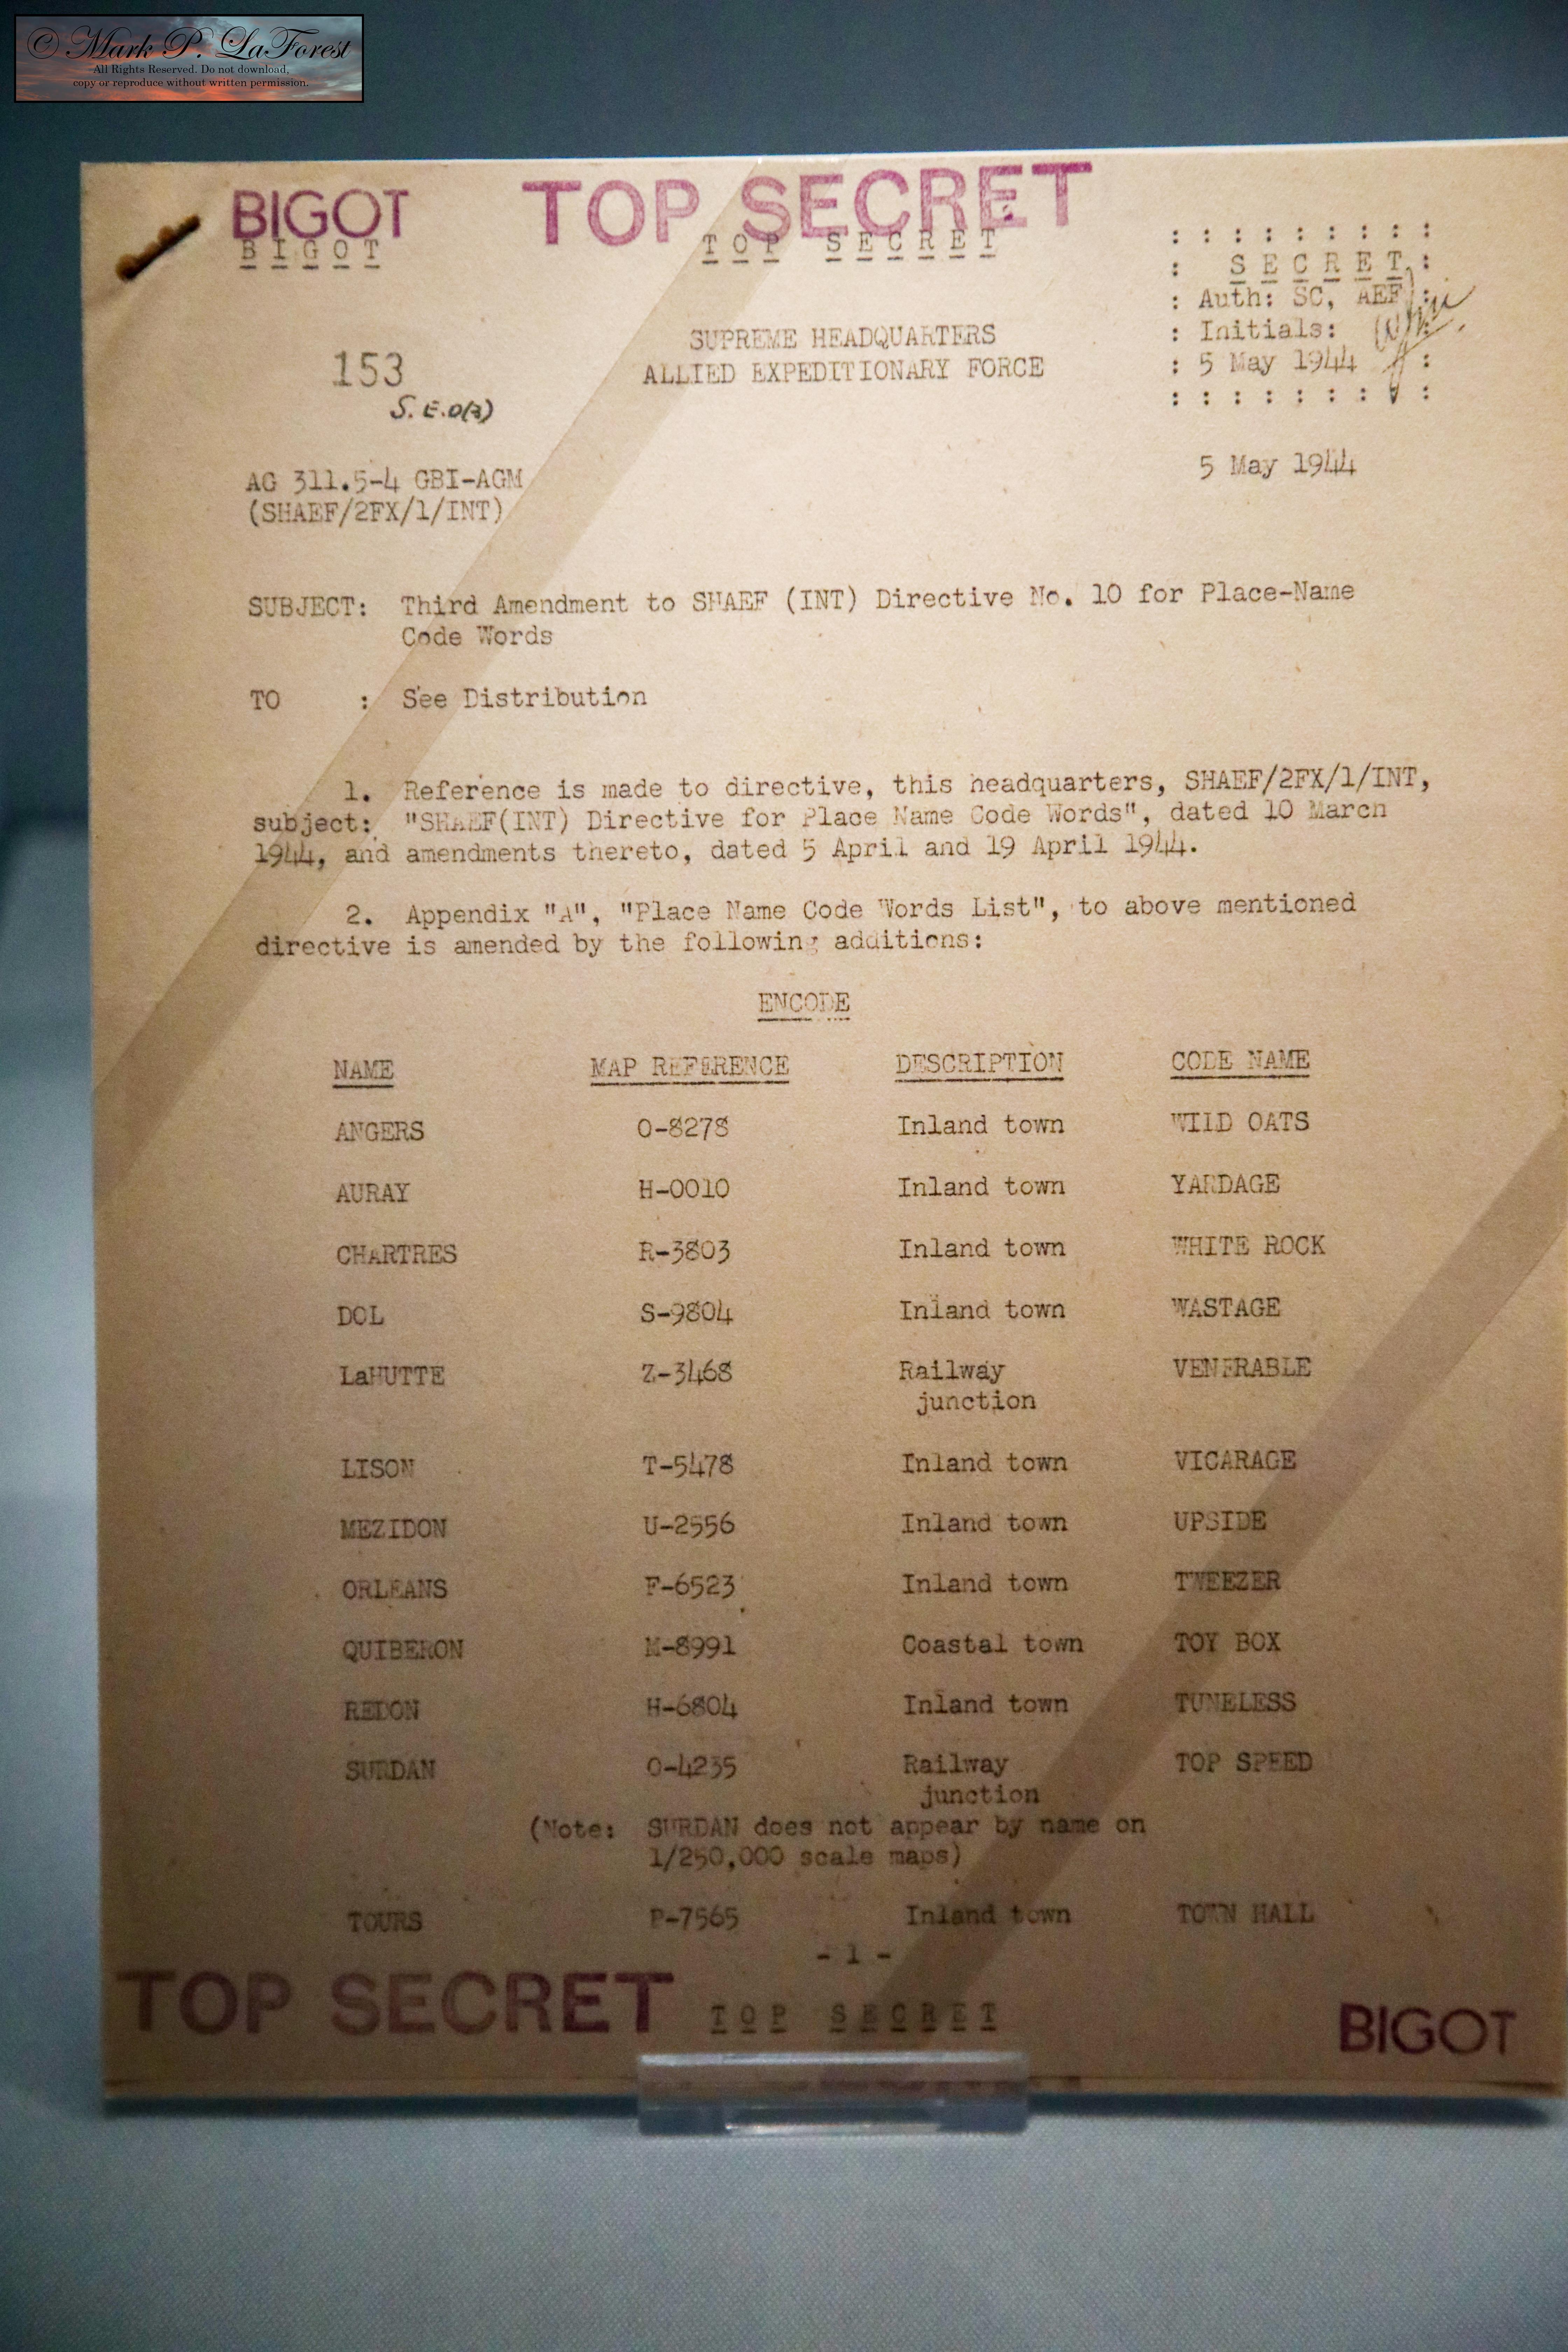 © Mark P. LaForest
All Rights Reserved. Do not download,
copy or reproduce without written permission.
BIGOT TOP SECRET
BIGOT TOP SECRET
: : : : : : : : :
: SECRET :
: Auth: SC, AEF :
: Initials:
: 5 May 1944 :
: : : : : : : : :
SUPREME HEADQUARTERS
ALLIED EXPEDITIONARY FORCE
153
S.E.O(3)
5 May 1944
AG 311.5-4 GBI-AGM
(SHAEF/2FX/1/INT)
SUBJECT: Third Amendment to SHAEF (INT) Directive No. 10 for Place-Name
Code Words
TO : See Distribution
1. Reference is made to directive, this headquarters, SHAEF/2FX/1/INT,
subject: "SHAEF(INT) Directive for Place Name Code Words", dated 10 March
1944, and amendments thereto, dated 5 April and 19 April 1944.
2. Appendix "A", "Place Name Code Words List", to above mentioned
directive is amended by the following additions:
ENCODE
NAME MAP REFERENCE DESCRIPTION CODE NAME
ANGERS O-8278 Inland town WILD OATS
AURAY H-0010 Inland town YARDAGE
CHARTRES R-3803 Inland town WHITE ROCK
DOL S-9804 Inland town WASTAGE
LaHUTTE Z-3468 Railway VENERABLE
junction
LISON T-5478 Inland town VICARAGE
MEZIDON U-2556 Inland town UPSIDE
ORLEANS F-6523 Inland town TWEEZER
QUIBERON M-8991 Coastal town TOY BOX
REDON H-6804 Inland town TUNELESS
SURDAN O-4235 Railway TOP SPEED
junction
(Note: SURDAN does not appear by name on
1/250,000 scale maps)
TOURS P-7565 Inland town TOWN HALL
- 1 -
TOP SECRET TOP SECRET BIGOT